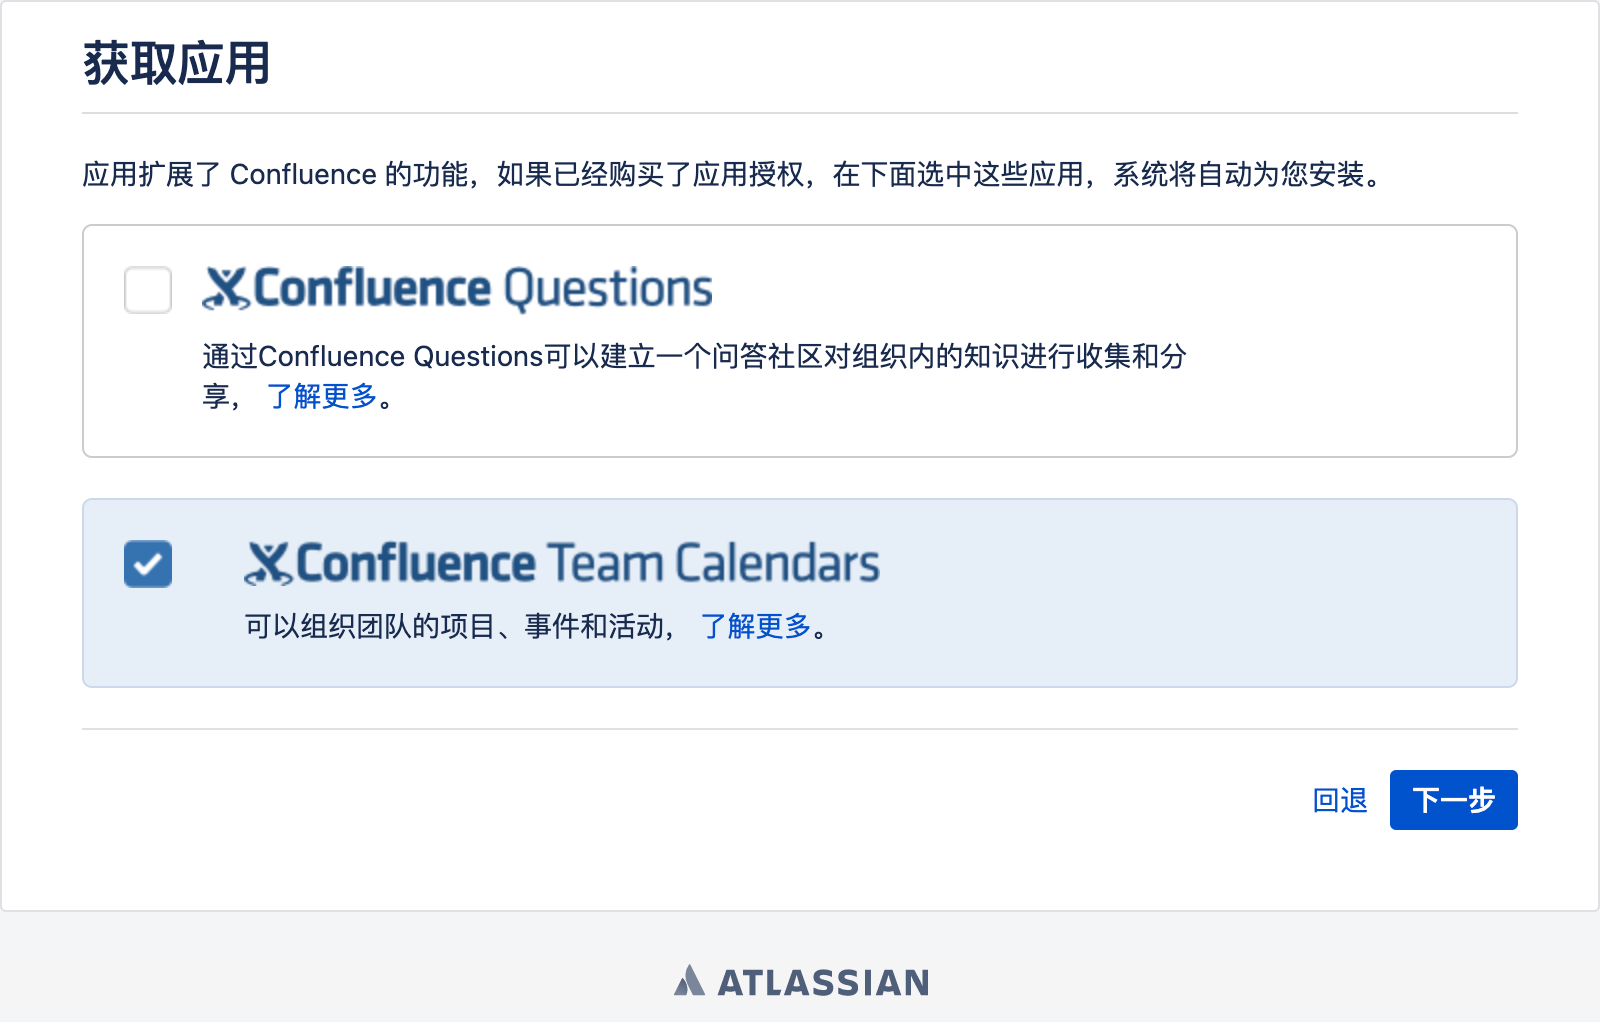 获取应用
应用扩展了 Confluence 的功能，如果已经购买了应用授权，在下面选中这些应用，系统将自动为您安装。
Confluence Questions
通过Confluence Questions可以建立一个问答社区对组织内的知识进行收集和分
享， 了解更多。
Confluence Team Calendars
可以组织团队的项目、事件和活动， 了解更多。
回退 下一步
ATLASSIAN